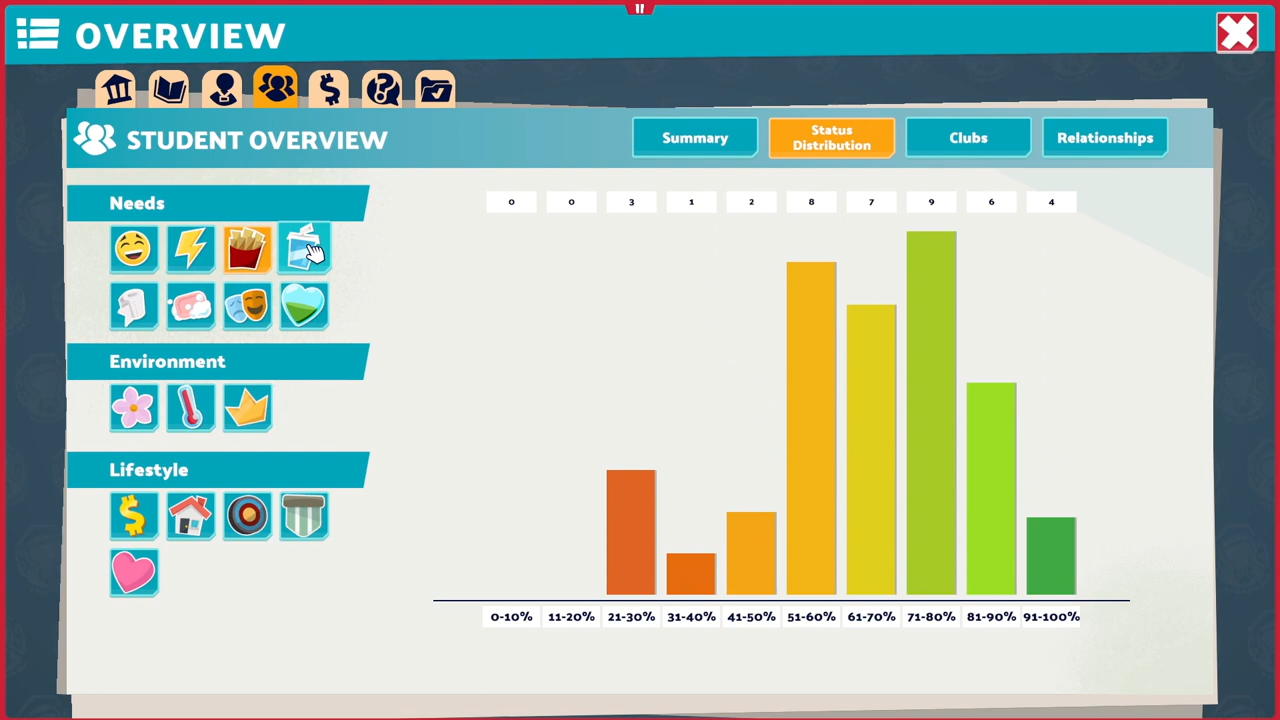 OVERVIEW
STUDENT OVERVIEW
Summary
Status
Distribution
Clubs
Relationships
Needs
Environment
Lifestyle
0 0 3 1 2 8 7 9 6 4
0-10% 11-20% 21-30% 31-40% 41-50% 51-60% 61-70% 71-80% 81-90% 91-100%